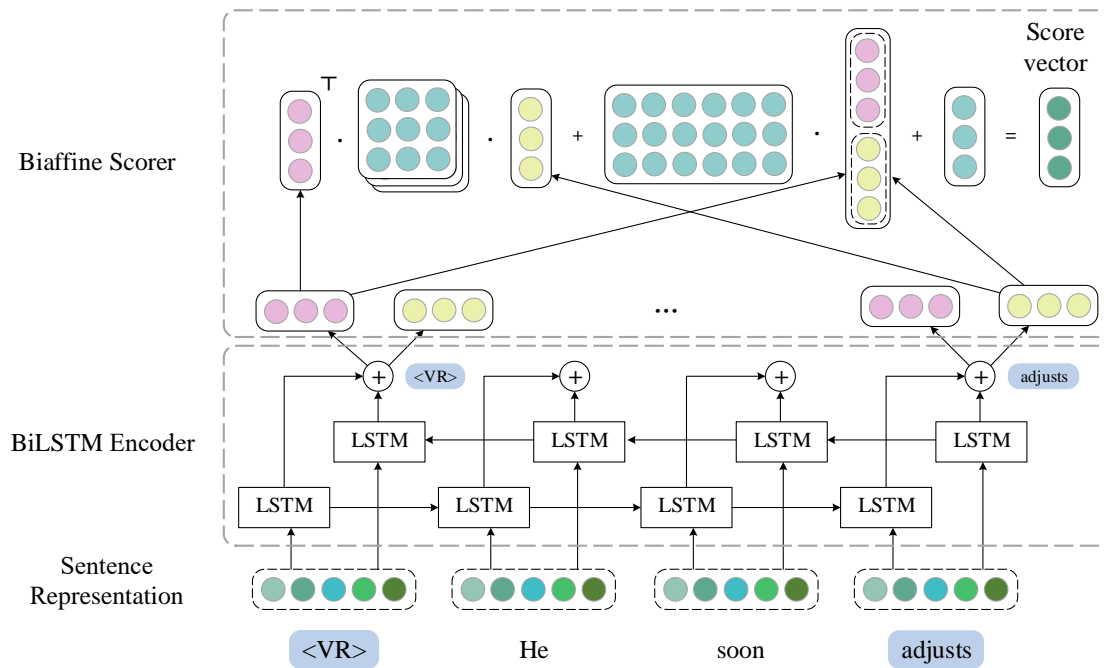 Score
vector
⊤
· · + · + =
Biaffine Scorer
...
+ <VR> + + + adjusts
LSTM LSTM LSTM LSTM
BiLSTM Encoder
LSTM LSTM LSTM LSTM
Sentence
Representation
<VR> He soon adjusts